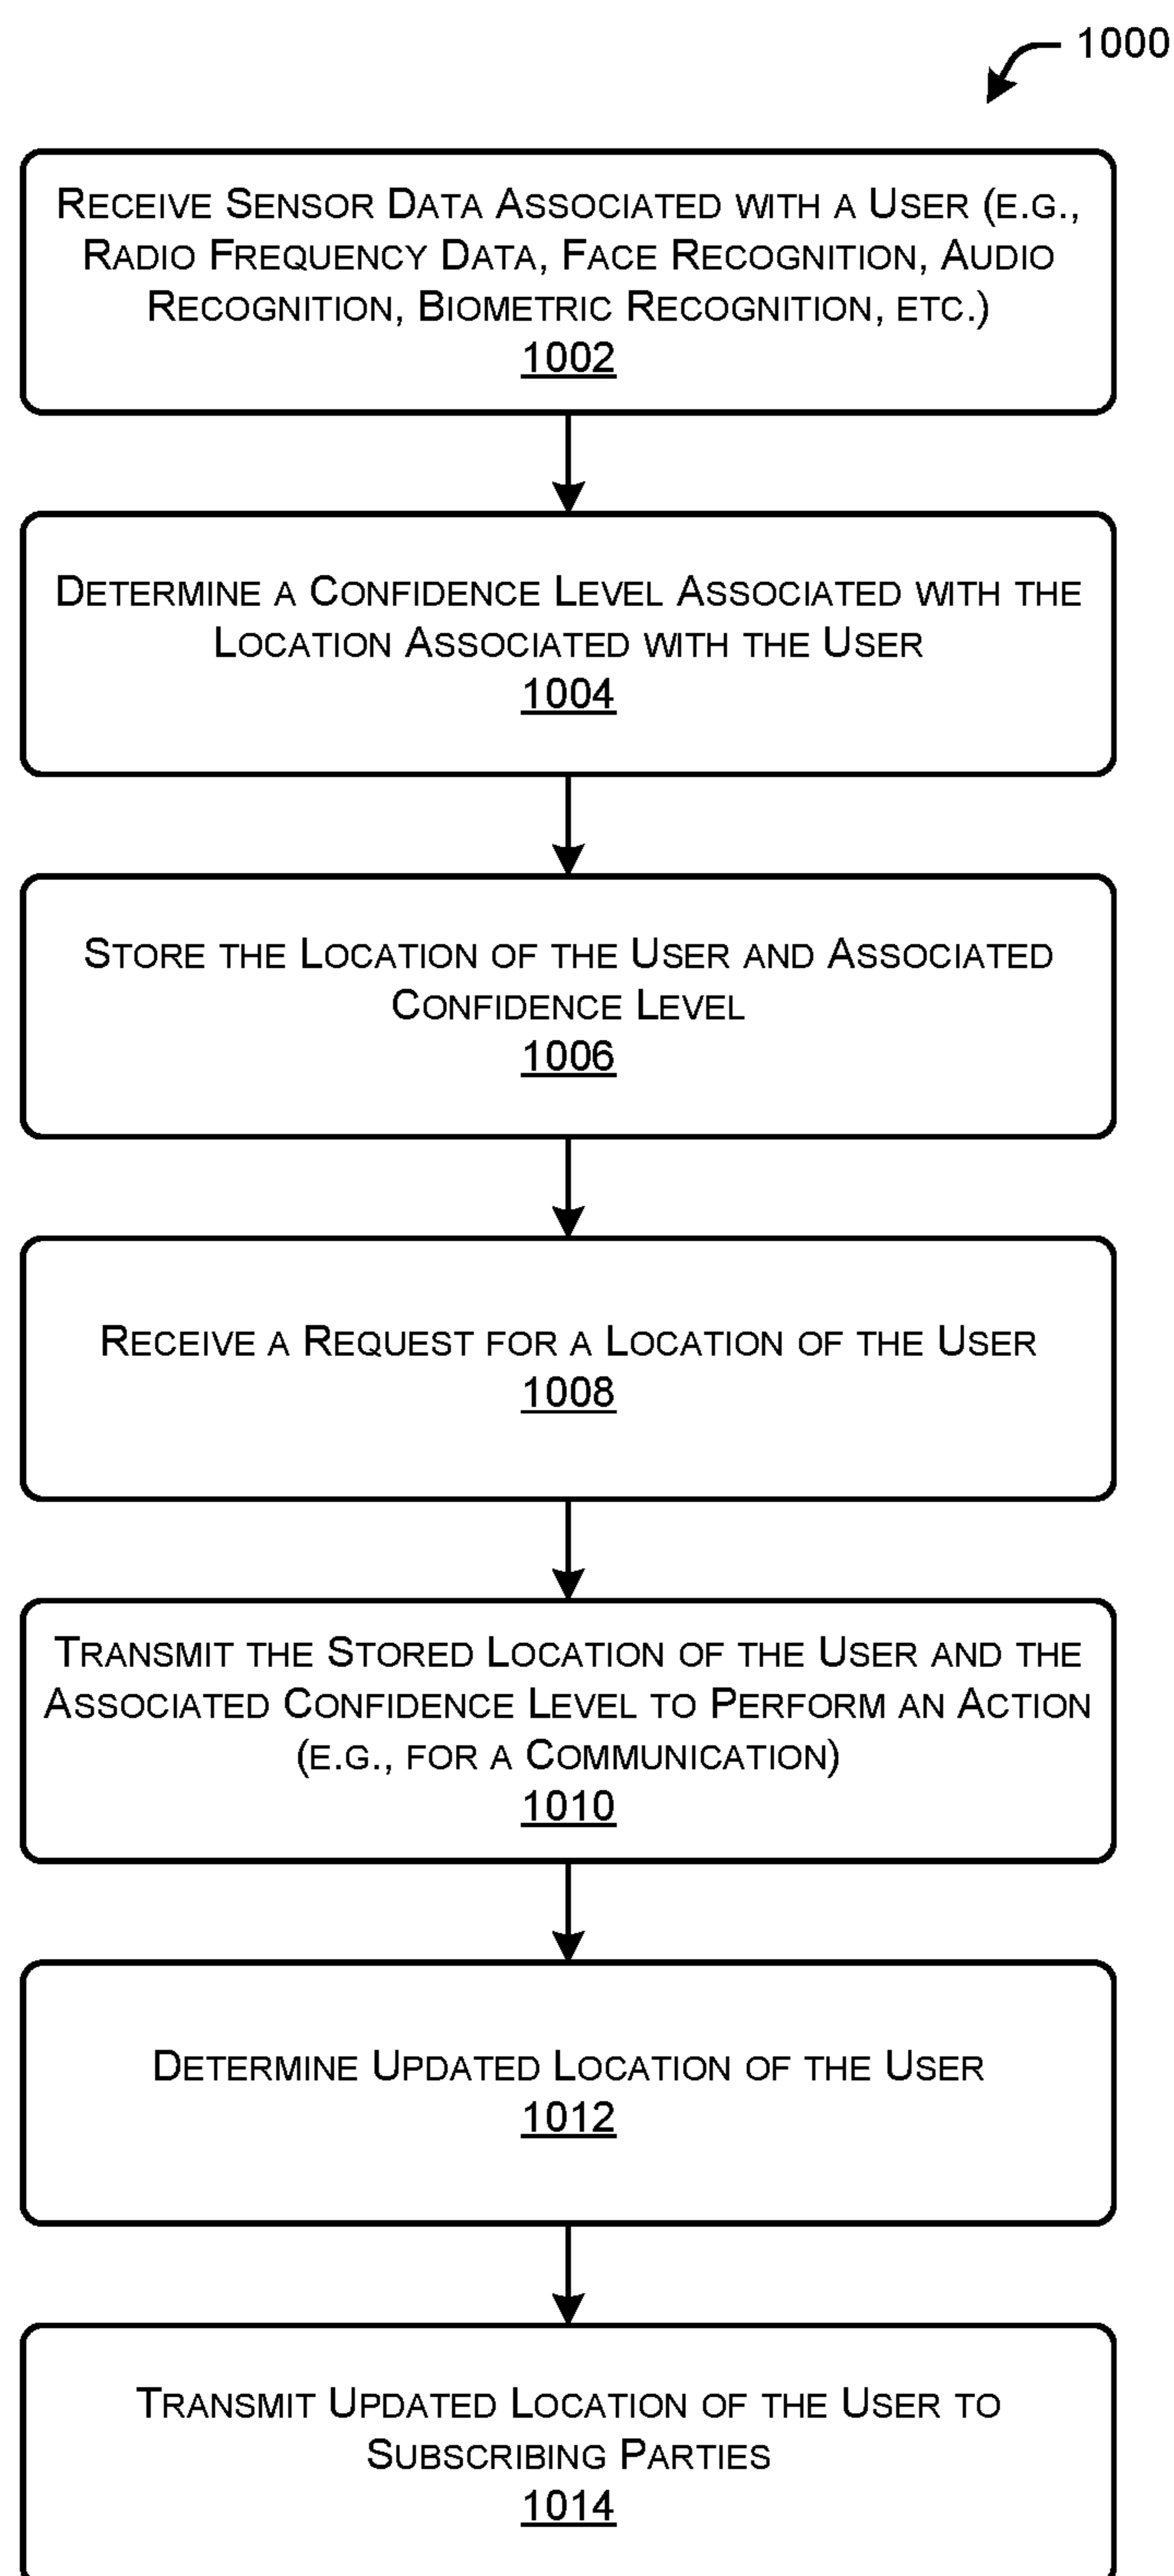 1000
RECEIVE SENSOR DATA ASSOCIATED WITH A USER (E.G.,
RADIO FREQUENCY DATA, FACE RECOGNITION, AUDIO
RECOGNITION, BIOMETRIC RECOGNITION, ETC.)
1002
DETERMINE A CONFIDENCE LEVEL ASSOCIATED WITH THE
LOCATION ASSOCIATED WITH THE USER
1004
STORE THE LOCATION OF THE USER AND ASSOCIATED
CONFIDENCE LEVEL
1006
RECEIVE A REQUEST FOR A LOCATION OF THE USER
1008
TRANSMIT THE STORED LOCATION OF THE USER AND THE
ASSOCIATED CONFIDENCE LEVEL TO PERFORM AN ACTION
(E.G., FOR A COMMUNICATION)
1010
DETERMINE UPDATED LOCATION OF THE USER
1012
TRANSMIT UPDATED LOCATION OF THE USER TO
SUBSCRIBING PARTIES
1014